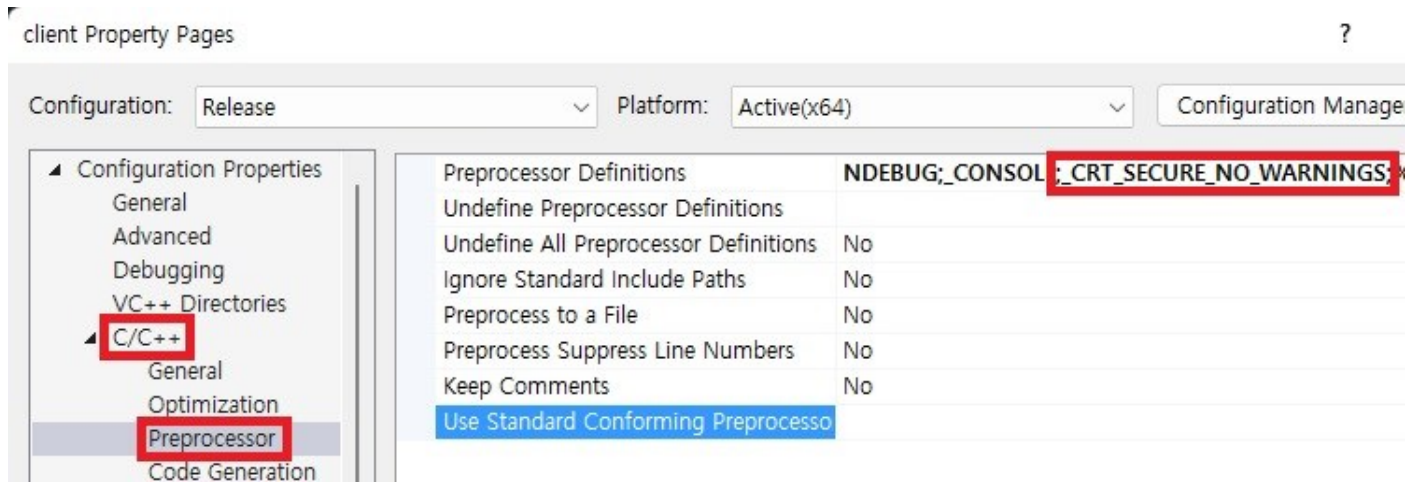 client Property Pages ?
Configuration: Release Platform: Active(x64) Configuration Manage
Configuration Properties
General
Advanced
Debugging
VC++ Directories
C/C++
General
Optimization
Preprocessor
Code Generation
Preprocessor Definitions NDEBUG;_CONSOL;_CRT_SECURE_NO_WARNINGS;
Undefine Preprocessor Definitions
Undefine All Preprocessor Definitions No
Ignore Standard Include Paths No
Preprocess to a File No
Preprocess Suppress Line Numbers No
Keep Comments No
Use Standard Conforming Preprocesso